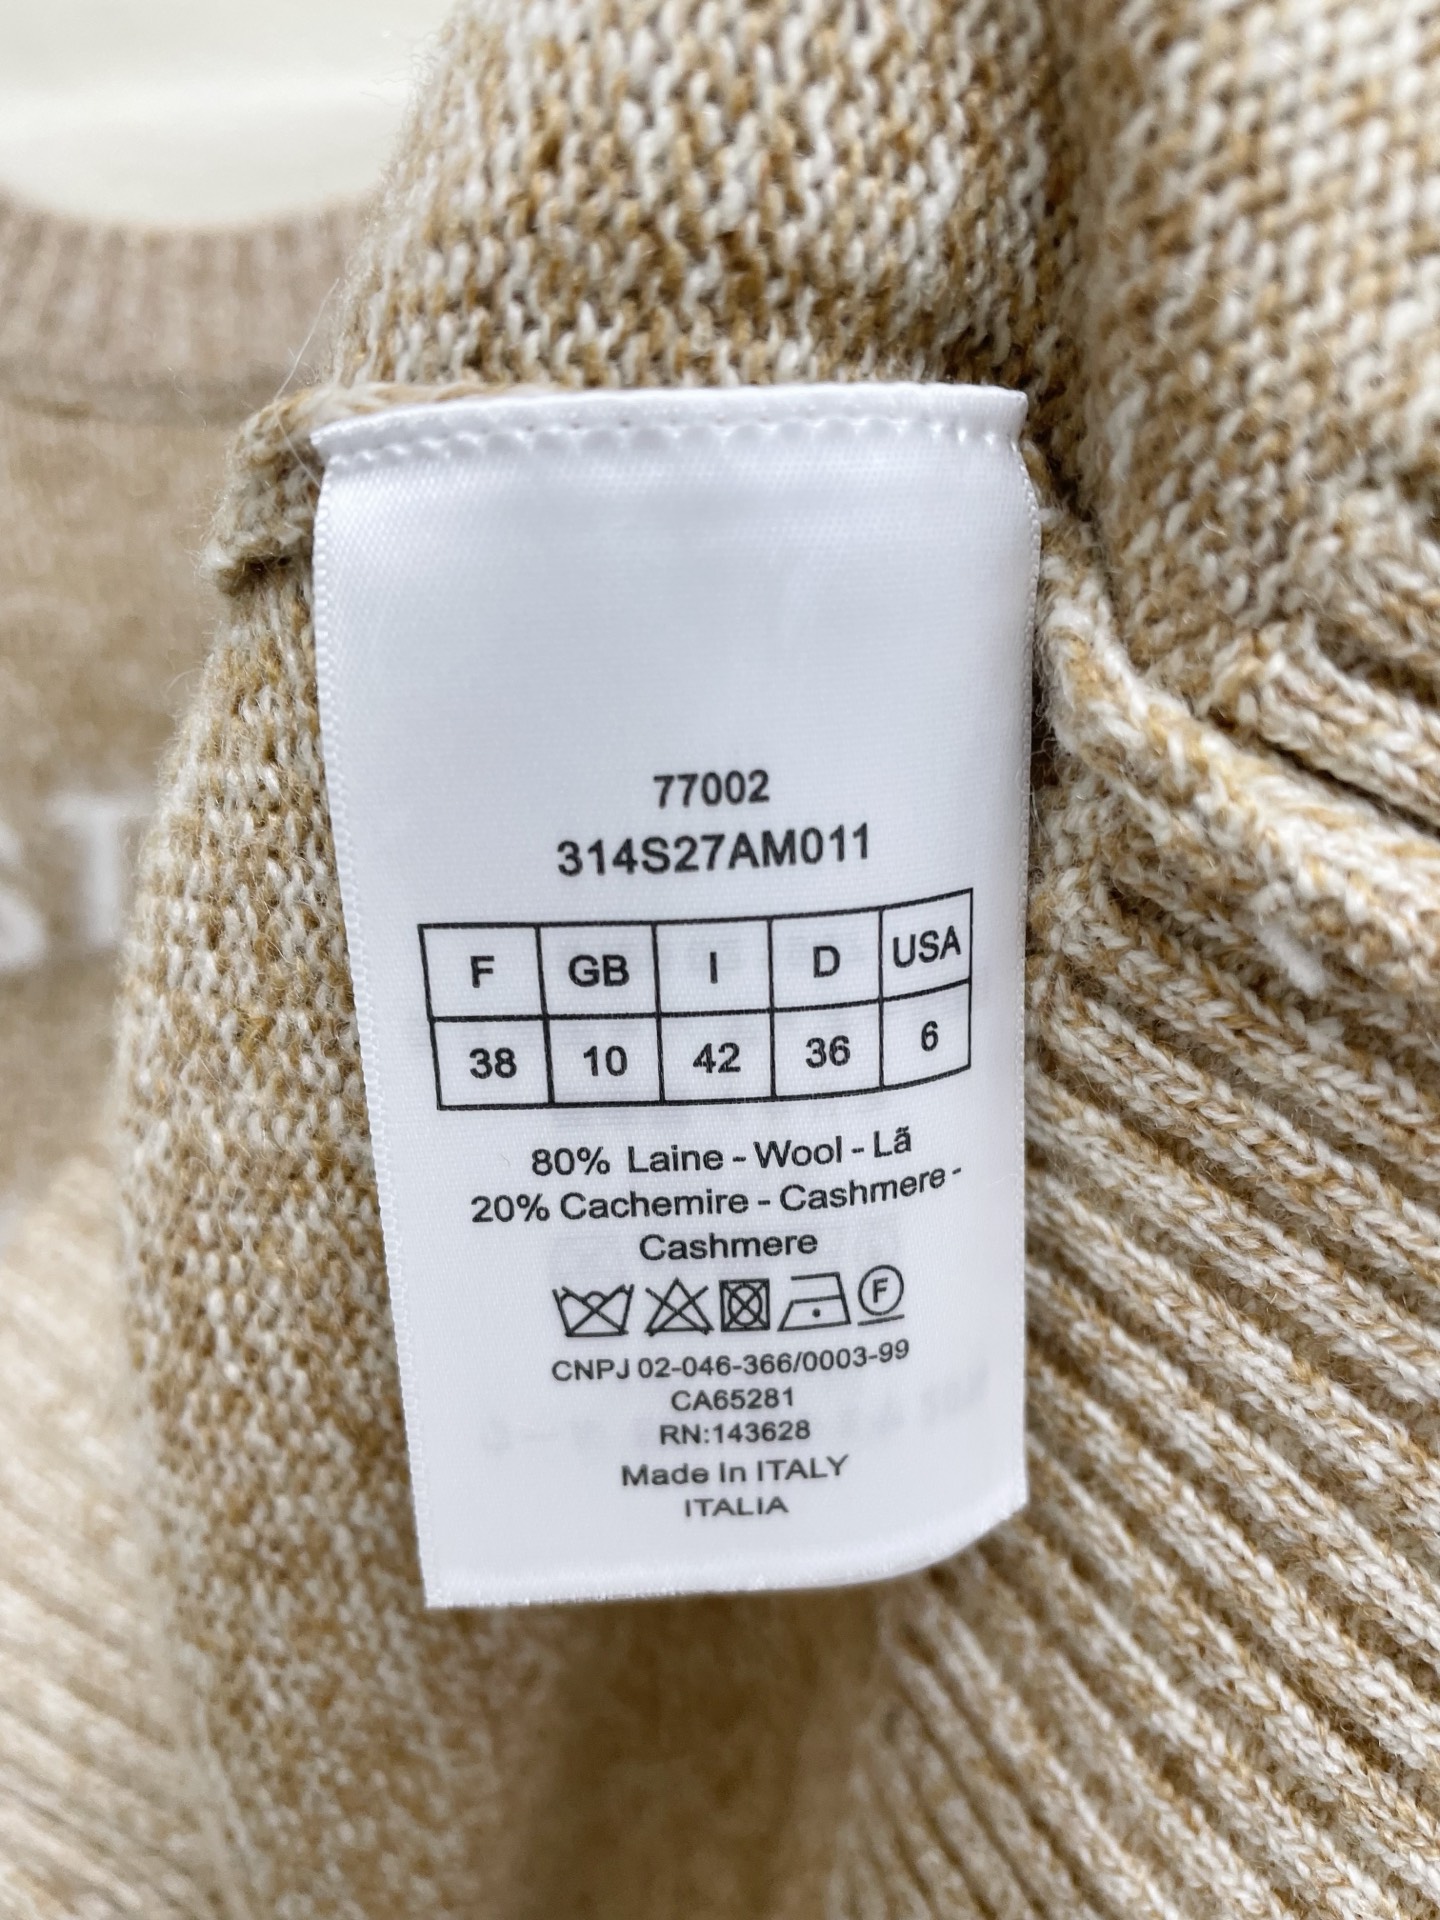 77002
314S27AM011
F GB I D USA
38 10 42 36 6
80% Laine - Wool - Lã
20% Cachemire - Cashmere -
Cashmere
F
CNPJ 02-046-366/0003-99
CA65281
RN:143628
Made In ITALY
ITALIA